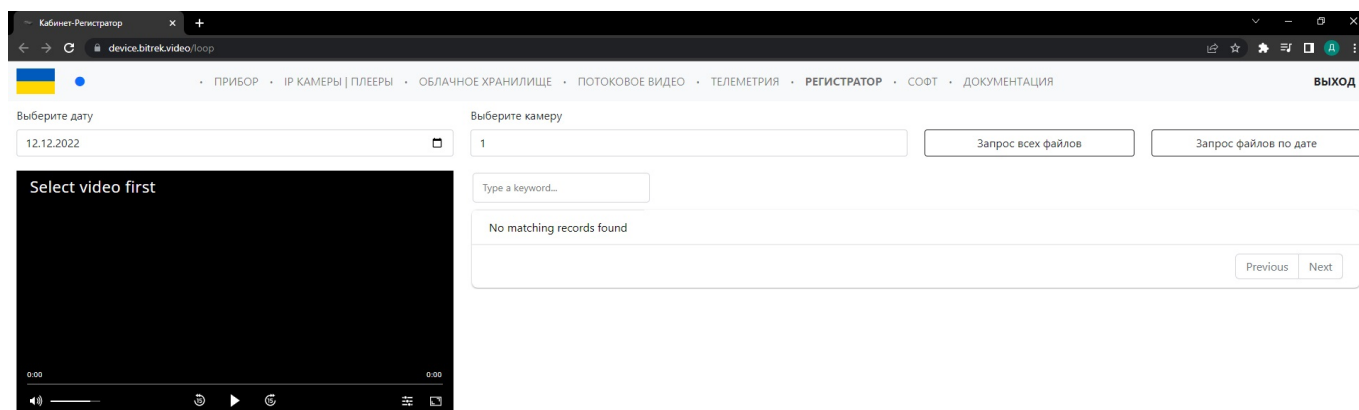 Кабинет-Регистратор
device.bitrek.video/loop
Д
• ПРИБОР • IP КАМЕРЫ | ПЛЕЕРЫ • ОБЛАЧНОЕ ХРАНИЛИЩЕ • ПОТОКОВОЕ ВИДЕО • ТЕЛЕМЕТРИЯ • РЕГИСТРАТОР • СОФТ • ДОКУМЕНТАЦИЯ ВЫХОД
Выберите дату Выберите камеру
12.12.2022 1 Запрос всех файлов Запрос файлов по дате
Select video first
Type a keyword...
No matching records found
Previous Next
0:00 0:00
15 15